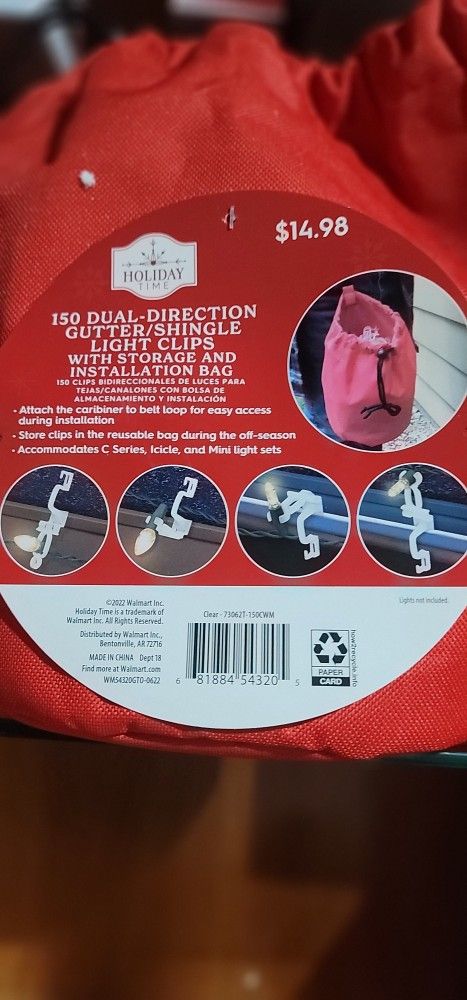 $14.98
HOLIDAY
TIME
150 DUAL-DIRECTION
GUTTER/SHINGLE
LIGHT CLIPS
WITH STORAGE AND
INSTALLATION BAG
150 CLIPS BIDIRECCIONALES DE LUCES PARA
TEJAS/CANALONES CON BOLSA DE
ALMACENAMIENTO Y INSTALACIÓN
• Attach the caribiner to belt loop for easy access
during installation
• Store clips in the reusable bag during the off-season
• Accommodates C Series, Icicle, and Mini light sets
Lights not included.
©2022 Walmart Inc.
Holiday Time is a trademark of
Walmart Inc. All Rights Reserved.
Distributed by Walmart Inc.,
Bentonville, AR 72716
MADE IN CHINA Dept 18
Find more at Walmart.com
WM54320GTO-0622
Clear - 73062T-150CWM
6 81884 54320 5
PAPER
CARD
how2recycle.info